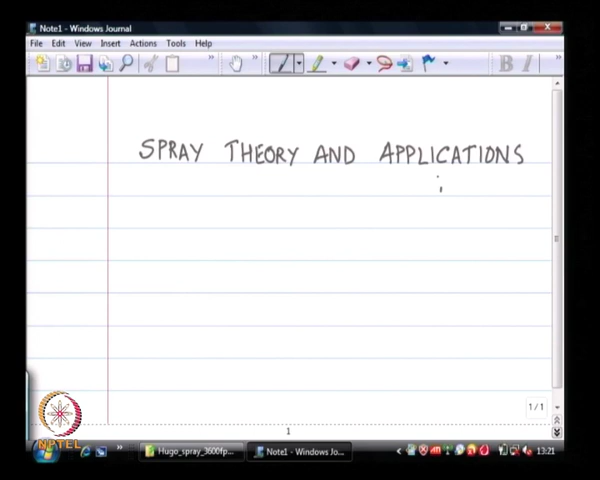 Note1 - Windows Journal
File Edit View Insert Actions Tools Help
B I
SPRAY THEORY AND APPLICATIONS
1/1
1
NPTEL
Hugo_spray_3600fp...
Note1 - Windows Jo...
13:21